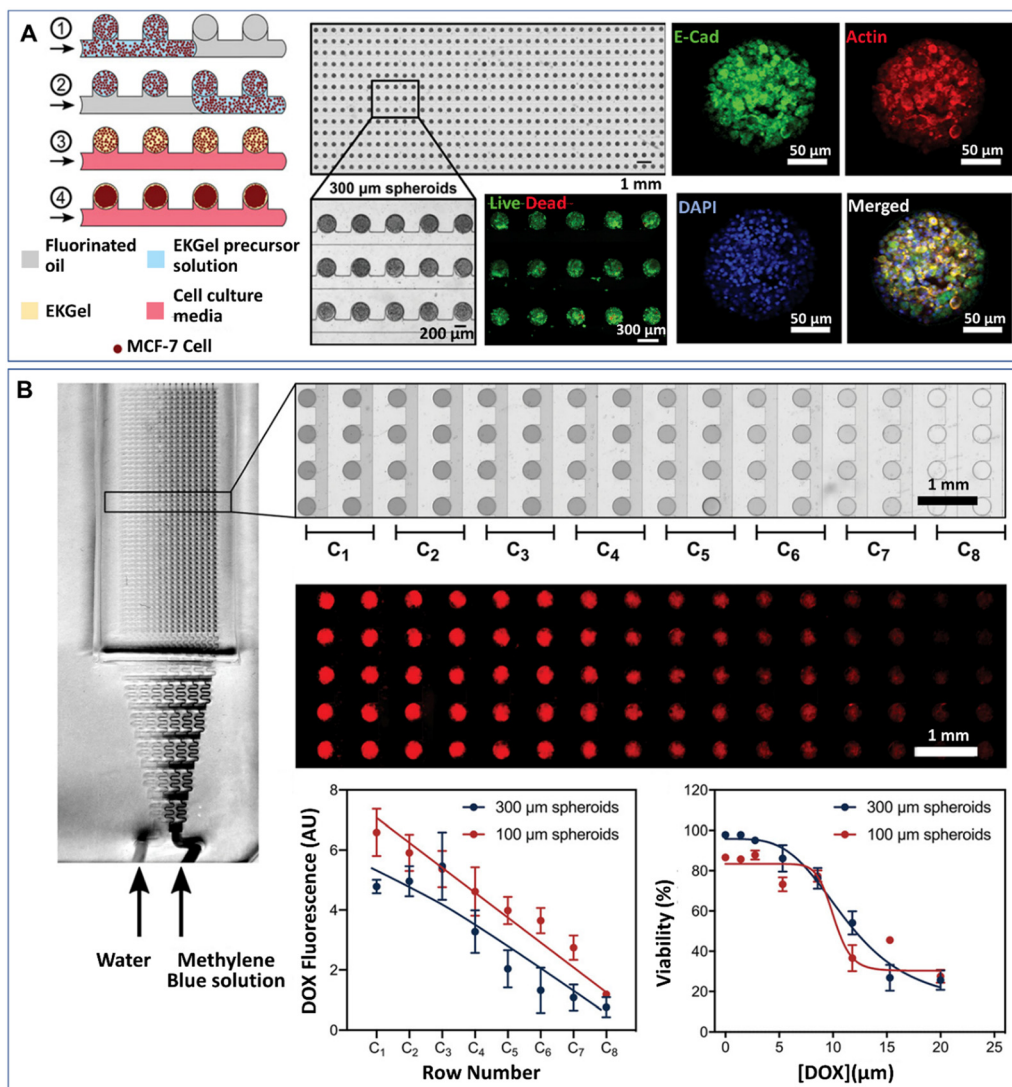 A
1
2
3
4
Fluorinated
oil
EKGel precursor
solution
EKGel
Cell culture
media
MCF-7 Cell
1 mm
300 µm spheroids
200 µm
Live Dead
300 µm
E-Cad
50 µm
Actin
50 µm
DAPI
50 µm
Merged
50 µm
B
Water
Methylene
Blue solution
1 mm
C1 C2 C3 C4 C5 C6 C7 C8
1 mm
DOX Fluorescence (AU)
8
6
4
2
0
300 µm spheroids
100 µm spheroids
C1 C2 C3 C4 C5 C6 C7 C8
Row Number
Viability (%)
120
100
80
60
40
20
0
300 µm spheroids
100 µm spheroids
0 5 10 15 20 25
[DOX](µm)